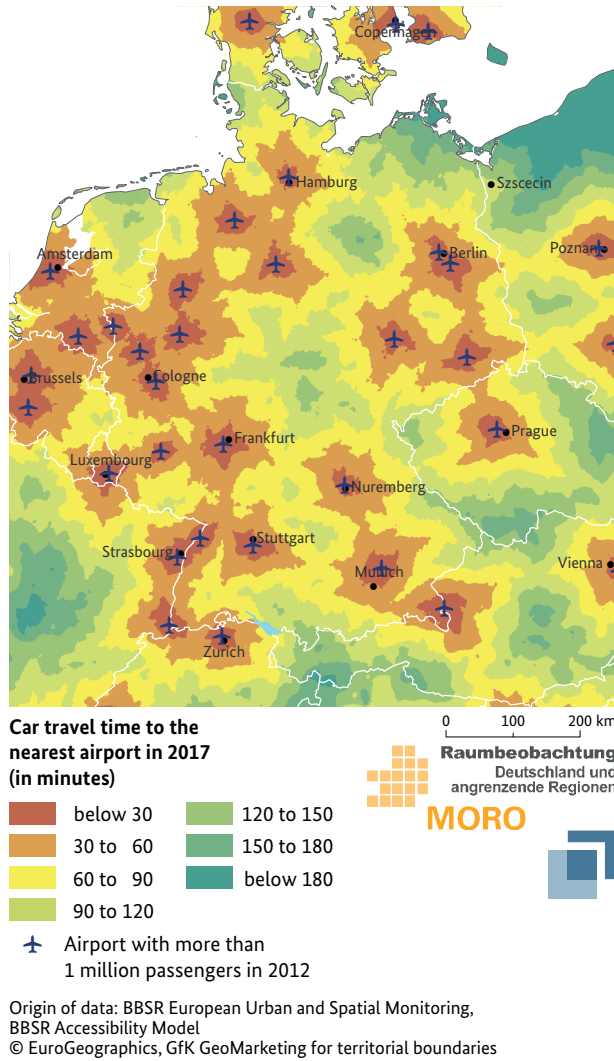 Copenhagen
Hamburg
Szscecin
Amsterdam
Berlin
Poznan
Brussels
Cologne
Frankfurt
Prague
Luxembourg
Nuremberg
Strasbourg
Stuttgart
Munich
Vienna
Zurich
Car travel time to the
nearest airport in 2017
(in minutes)
0 100 200 km
Raumbeobachtung
Deutschland und
angrenzende Regionen
MORO
below 30
30 to 60
60 to 90
90 to 120
120 to 150
150 to 180
below 180
Airport with more than
1 million passengers in 2012
Origin of data: BBSR European Urban and Spatial Monitoring,
BBSR Accessibility Model
© EuroGeographics, GfK GeoMarketing for territorial boundaries